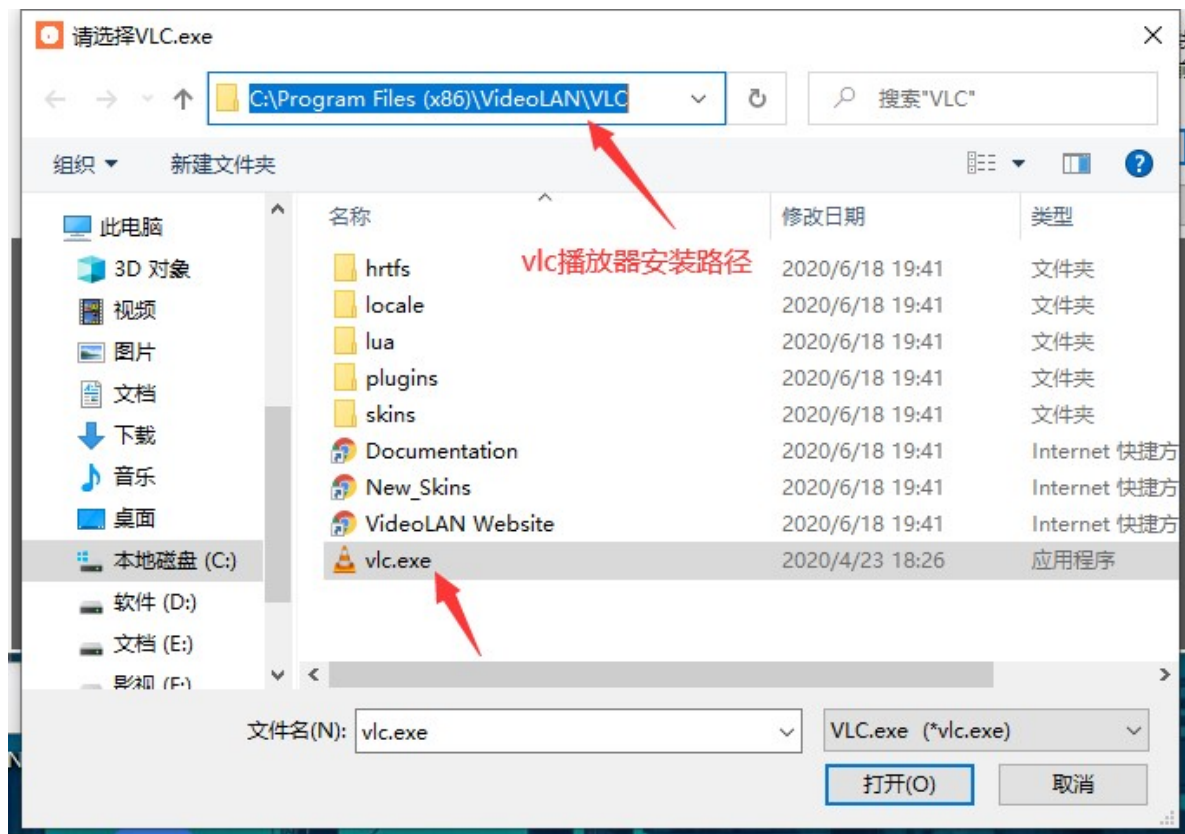 请选择VLC.exe
C:\Program Files (x86)\VideoLAN\VLC
搜索"VLC"
组织
新建文件夹
名称
修改日期
类型
vlc播放器安装路径
此电脑
3D 对象
视频
图片
文档
下载
音乐
桌面
本地磁盘 (C:)
软件 (D:)
文档 (E:)
影视 (F:)
hrtfs 2020/6/18 19:41 文件夹
locale 2020/6/18 19:41 文件夹
lua 2020/6/18 19:41 文件夹
plugins 2020/6/18 19:41 文件夹
skins 2020/6/18 19:41 文件夹
Documentation 2020/6/18 19:41 Internet 快捷方
New_Skins 2020/6/18 19:41 Internet 快捷方
VideoLAN Website 2020/6/18 19:41 Internet 快捷方
vlc.exe 2020/4/23 18:26 应用程序
文件名(N): vlc.exe
VLC.exe (*vlc.exe)
打开(O)
取消